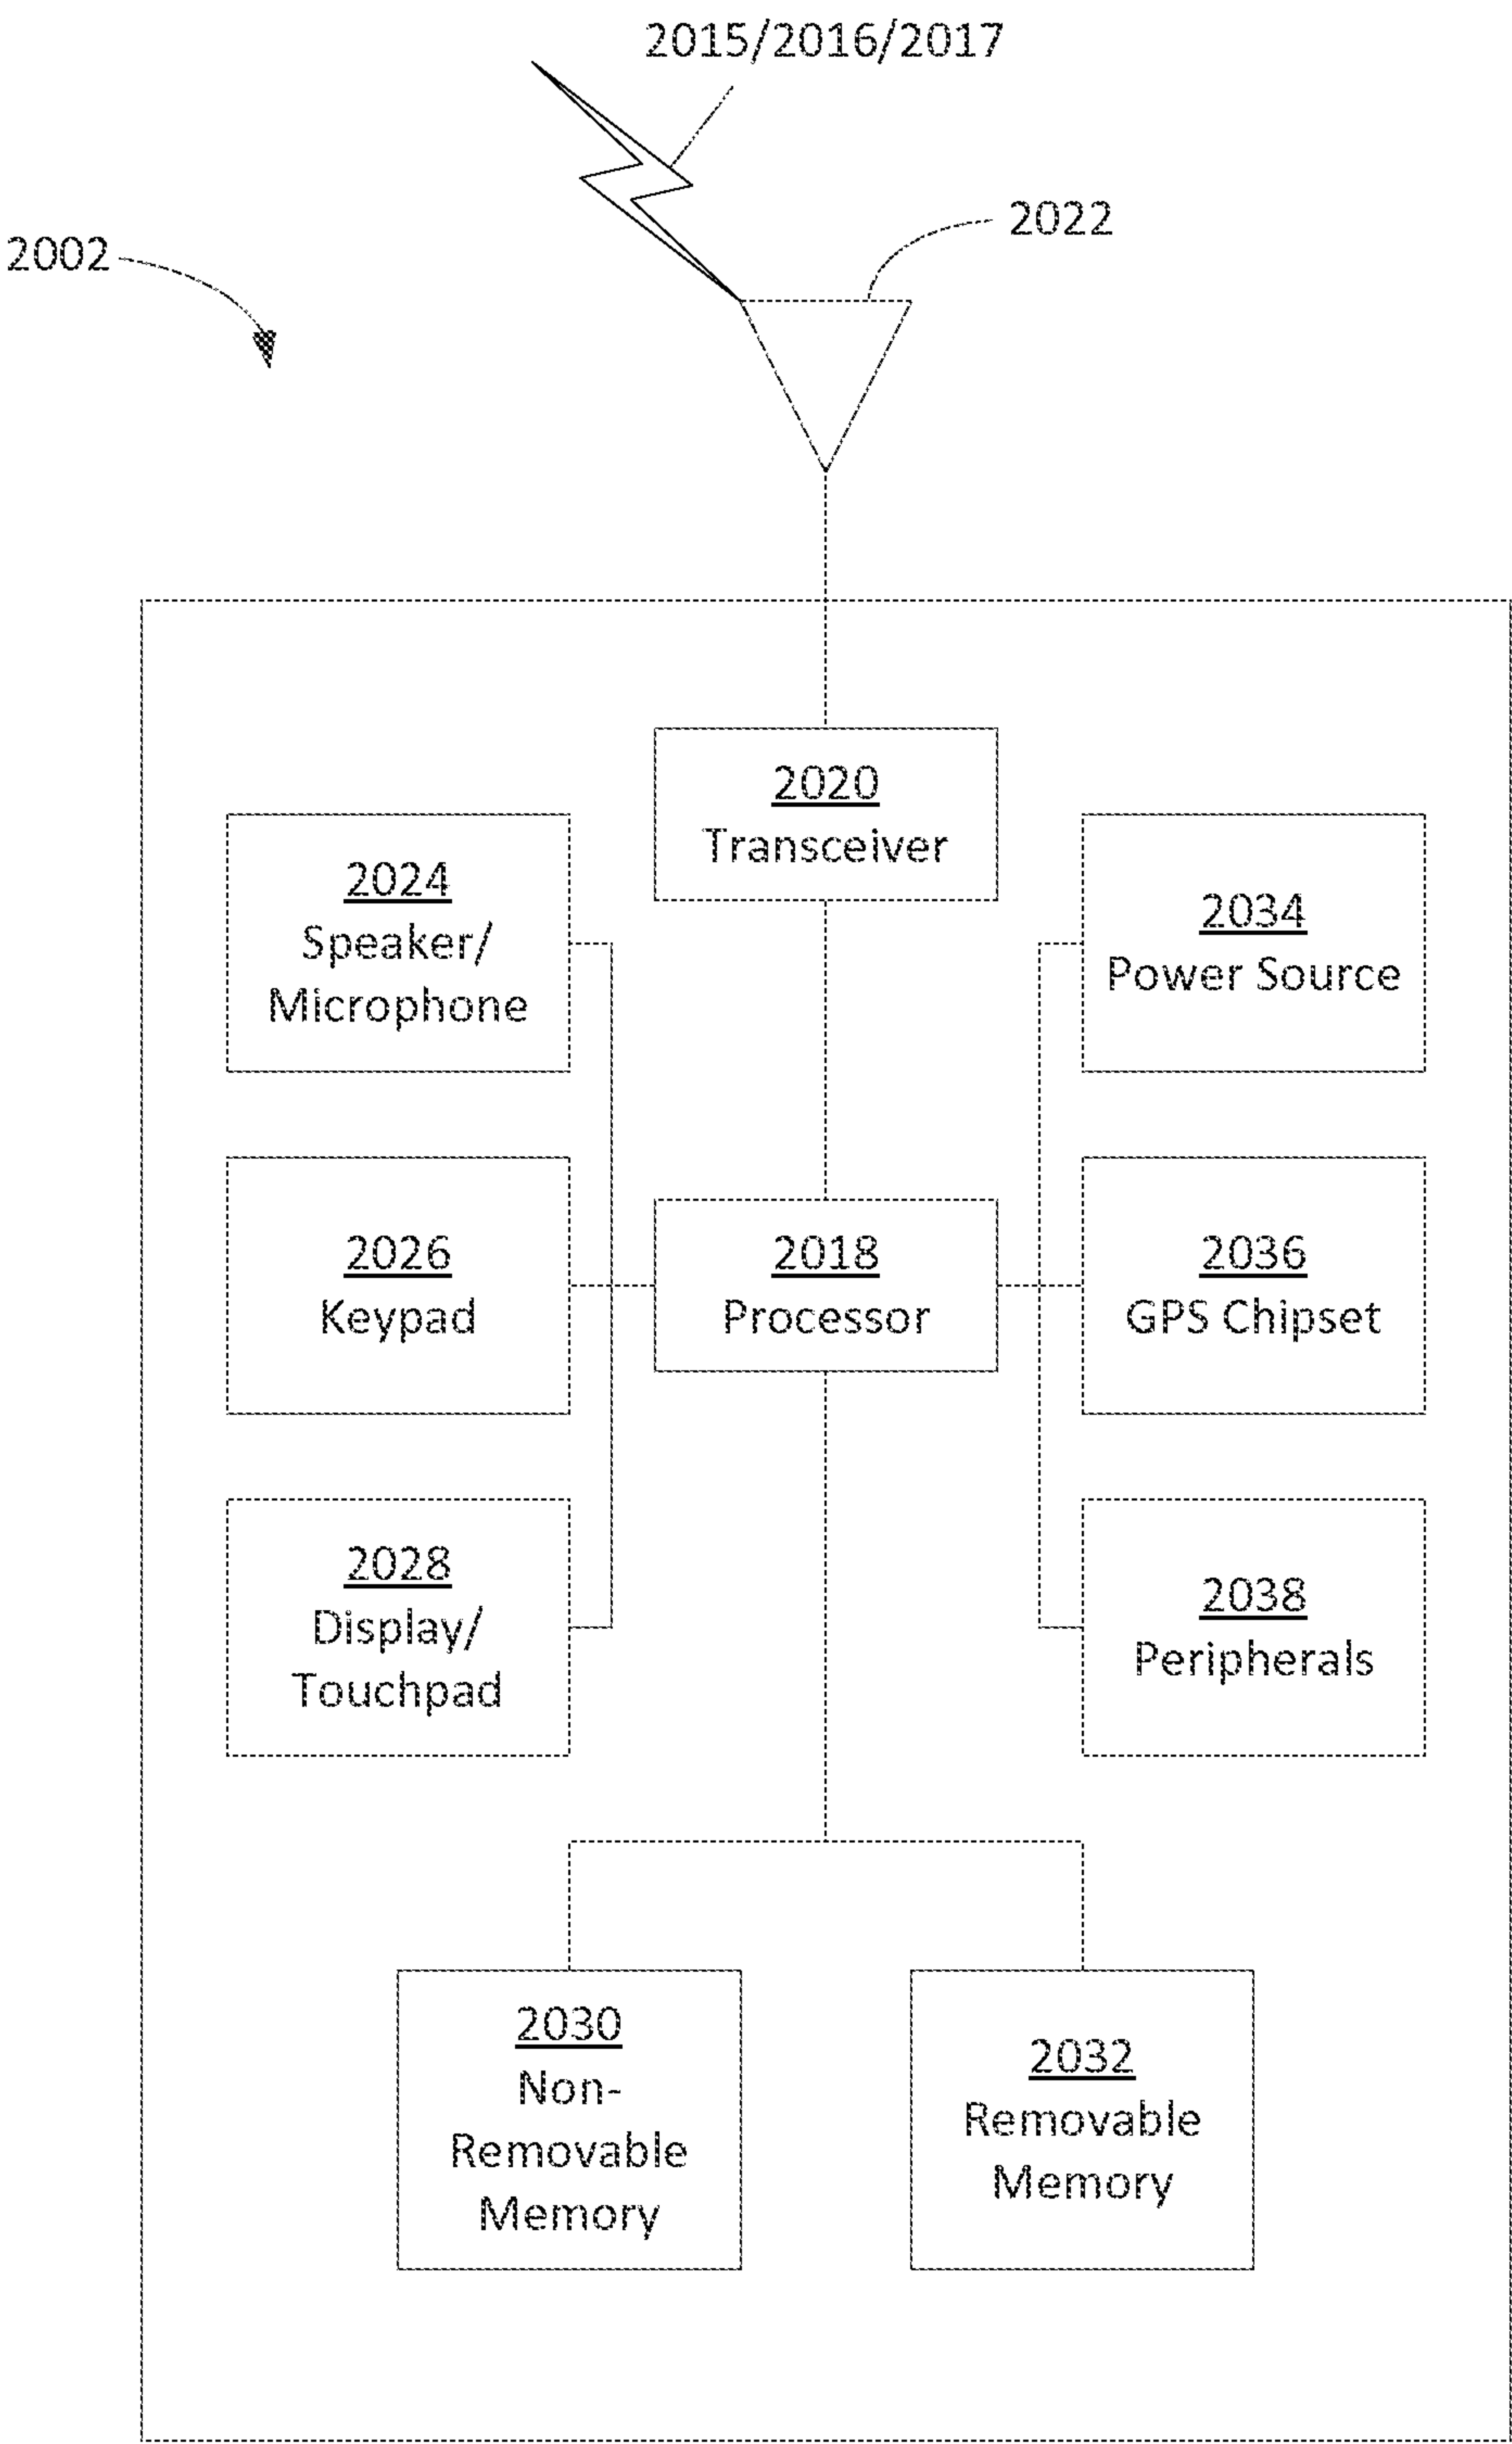 2015/2016/2017
2022
2002
2020
Transceiver
2024
Speaker/
Microphone
2034
Power Source
2026
Keypad
2018
Processor
2036
GPS Chipset
2028
Display/
Touchpad
2038
Peripherals
2030
Non-
Removable
Memory
2032
Removable
Memory